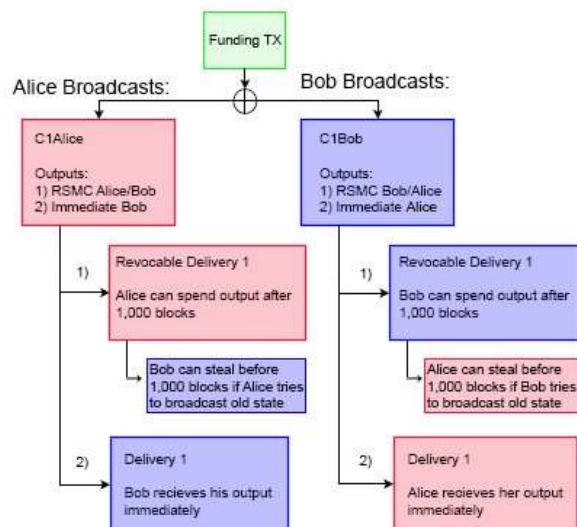 Funding TX
Alice Broadcasts:
Bob Broadcasts:
C1Alice
Outputs:
1) RSMC Alice/Bob
2) Immediate Bob
C1Bob
Outputs:
1) RSMC Bob/Alice
2) Immediate Alice
1)
Revocable Delivery 1
Alice can spend output after
1,000 blocks
Bob can steal before
1,000 blocks if Alice tries
to broadcast old state
2)
Delivery 1
Bob recieves his output
immediately
1)
Revocable Delivery 1
Bob can spend output after
1,000 blocks
Alice can steal before
1,000 blocks if Bob tries
to broadcast old state
2)
Delivery 1
Alice recieves her output
immediately